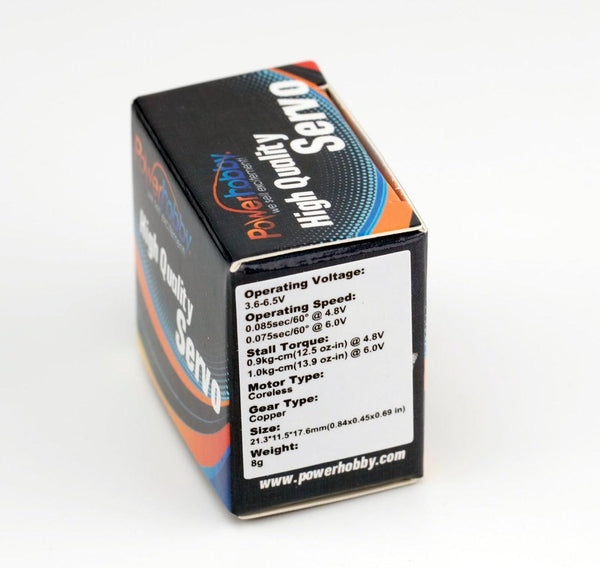 Powerhobby
we sell excitement!
High Quality
Servo
Powerhobby
High Quality
Servo
Operating Voltage:
3.6-6.5V
Operating Speed:
0.085sec/60° @ 4.8V
0.075sec/60° @ 6.0V
Stall Torque:
0.9kg-cm(12.5 oz-in) @ 4.8V
1.0kg-cm(13.9 oz-in) @ 6.0V
Motor Type:
Coreless
Gear Type:
Copper
Size:
21.3*11.5*17.6mm(0.84x0.45x0.69 in)
Weight:
8g
www.powerhobby.com